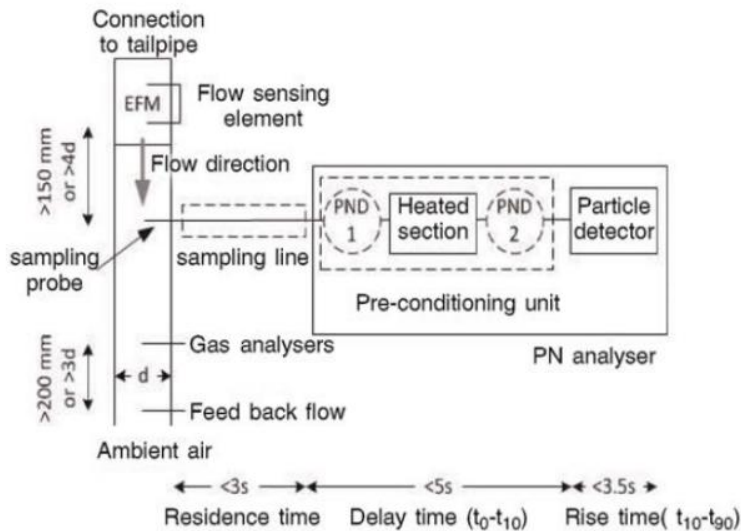 Connection
to tailpipe
EFM
Flow sensing
element
>150 mm
or >4d
Flow direction
PND
1
Heated
section
PND
2
Particle
detector
sampling
probe
sampling line
Pre-conditioning unit
Gas analysers
PN analyser
>200 mm
or >3d
d
Feed back flow
Ambient air
<3s
<5s
<3.5s
Residence time
Delay time (t₀-t₁₀)
Rise time( t₁₀-t₉₀)